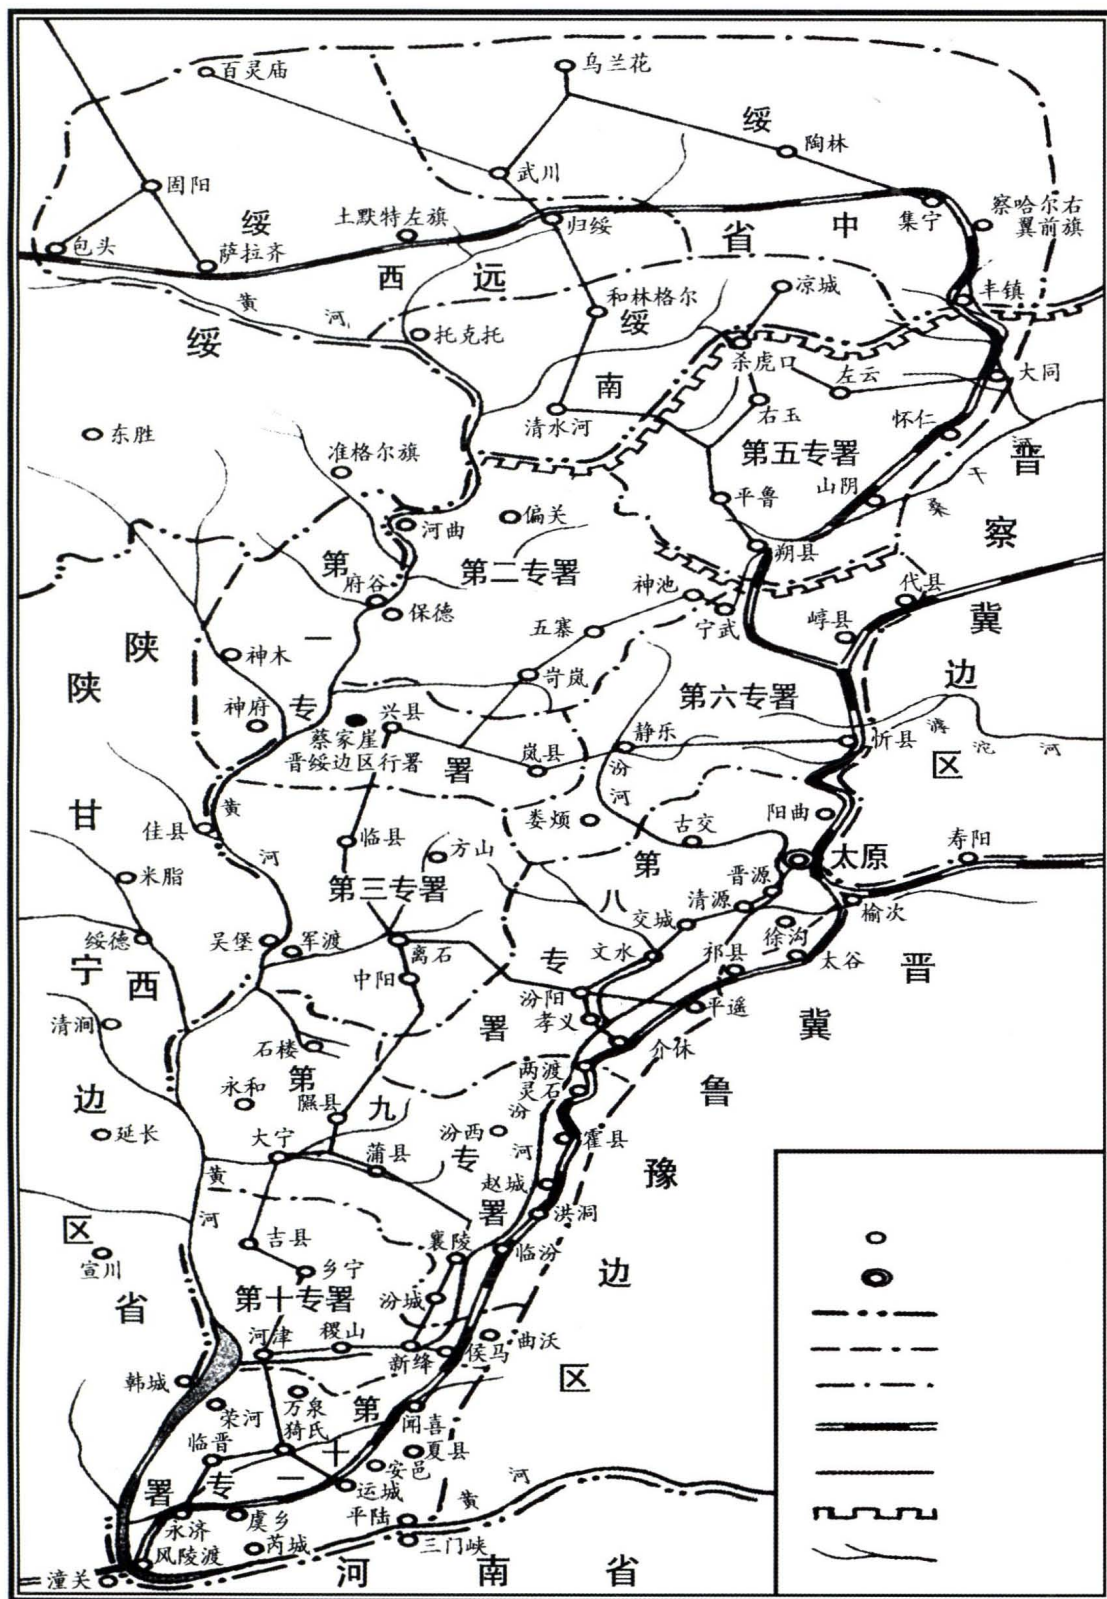 百灵庙
乌兰花
绥
陶林
固阳
武川
绥
土默特左旗
归绥
省
中
集宁
察哈尔右
翼前旗
包头
萨拉齐
西
远
黄
河
和林格尔
凉城
丰镇
绥
托克托
绥
杀虎口
大同
南
左云
清水河
右玉
怀仁
东胜
准格尔旗
第五专署
河
晋
平鲁
山阴
干
桑
河曲
偏关
察
朔县
第
第二专署
府谷
神池
代县
保德
宁武
一
五寨
崞县
冀
陕
神木
岢岚
边
陕
第六专署
神府
专
兴县
蔡家崖
晋绥边区行署
静乐
忻县
滹
沱
河
署
岚县
汾
河
区
甘
黄
佳县
河
娄烦
古交
阳曲
寿阳
临县
方山
第
太原
米脂
第三专署
晋源
八
清源
榆次
绥德
吴堡
军渡
离石
交城
徐沟
宁
西
中阳
专
文水
祁县
太谷
晋
汾阳
平遥
清涧
署
孝义
冀
石楼
介休
永和
第
两渡
灵石
鲁
边
隰县
九
汾
延长
大宁
汾西
河
霍县
黄
蒲县
专
赵城
豫
河
署
洪洞
区
吉县
襄陵
临汾
宣川
乡宁
边
省
第十专署
汾城
河津
稷山
新绛
侯马
曲沃
韩城
区
荣河
万泉
第
闻喜
临晋
猗氏
十
夏县
署
专
一
安邑
运城
黄
河
永济
虞乡
平陆
风陵渡
芮城
三门峡
潼关
河
南
省